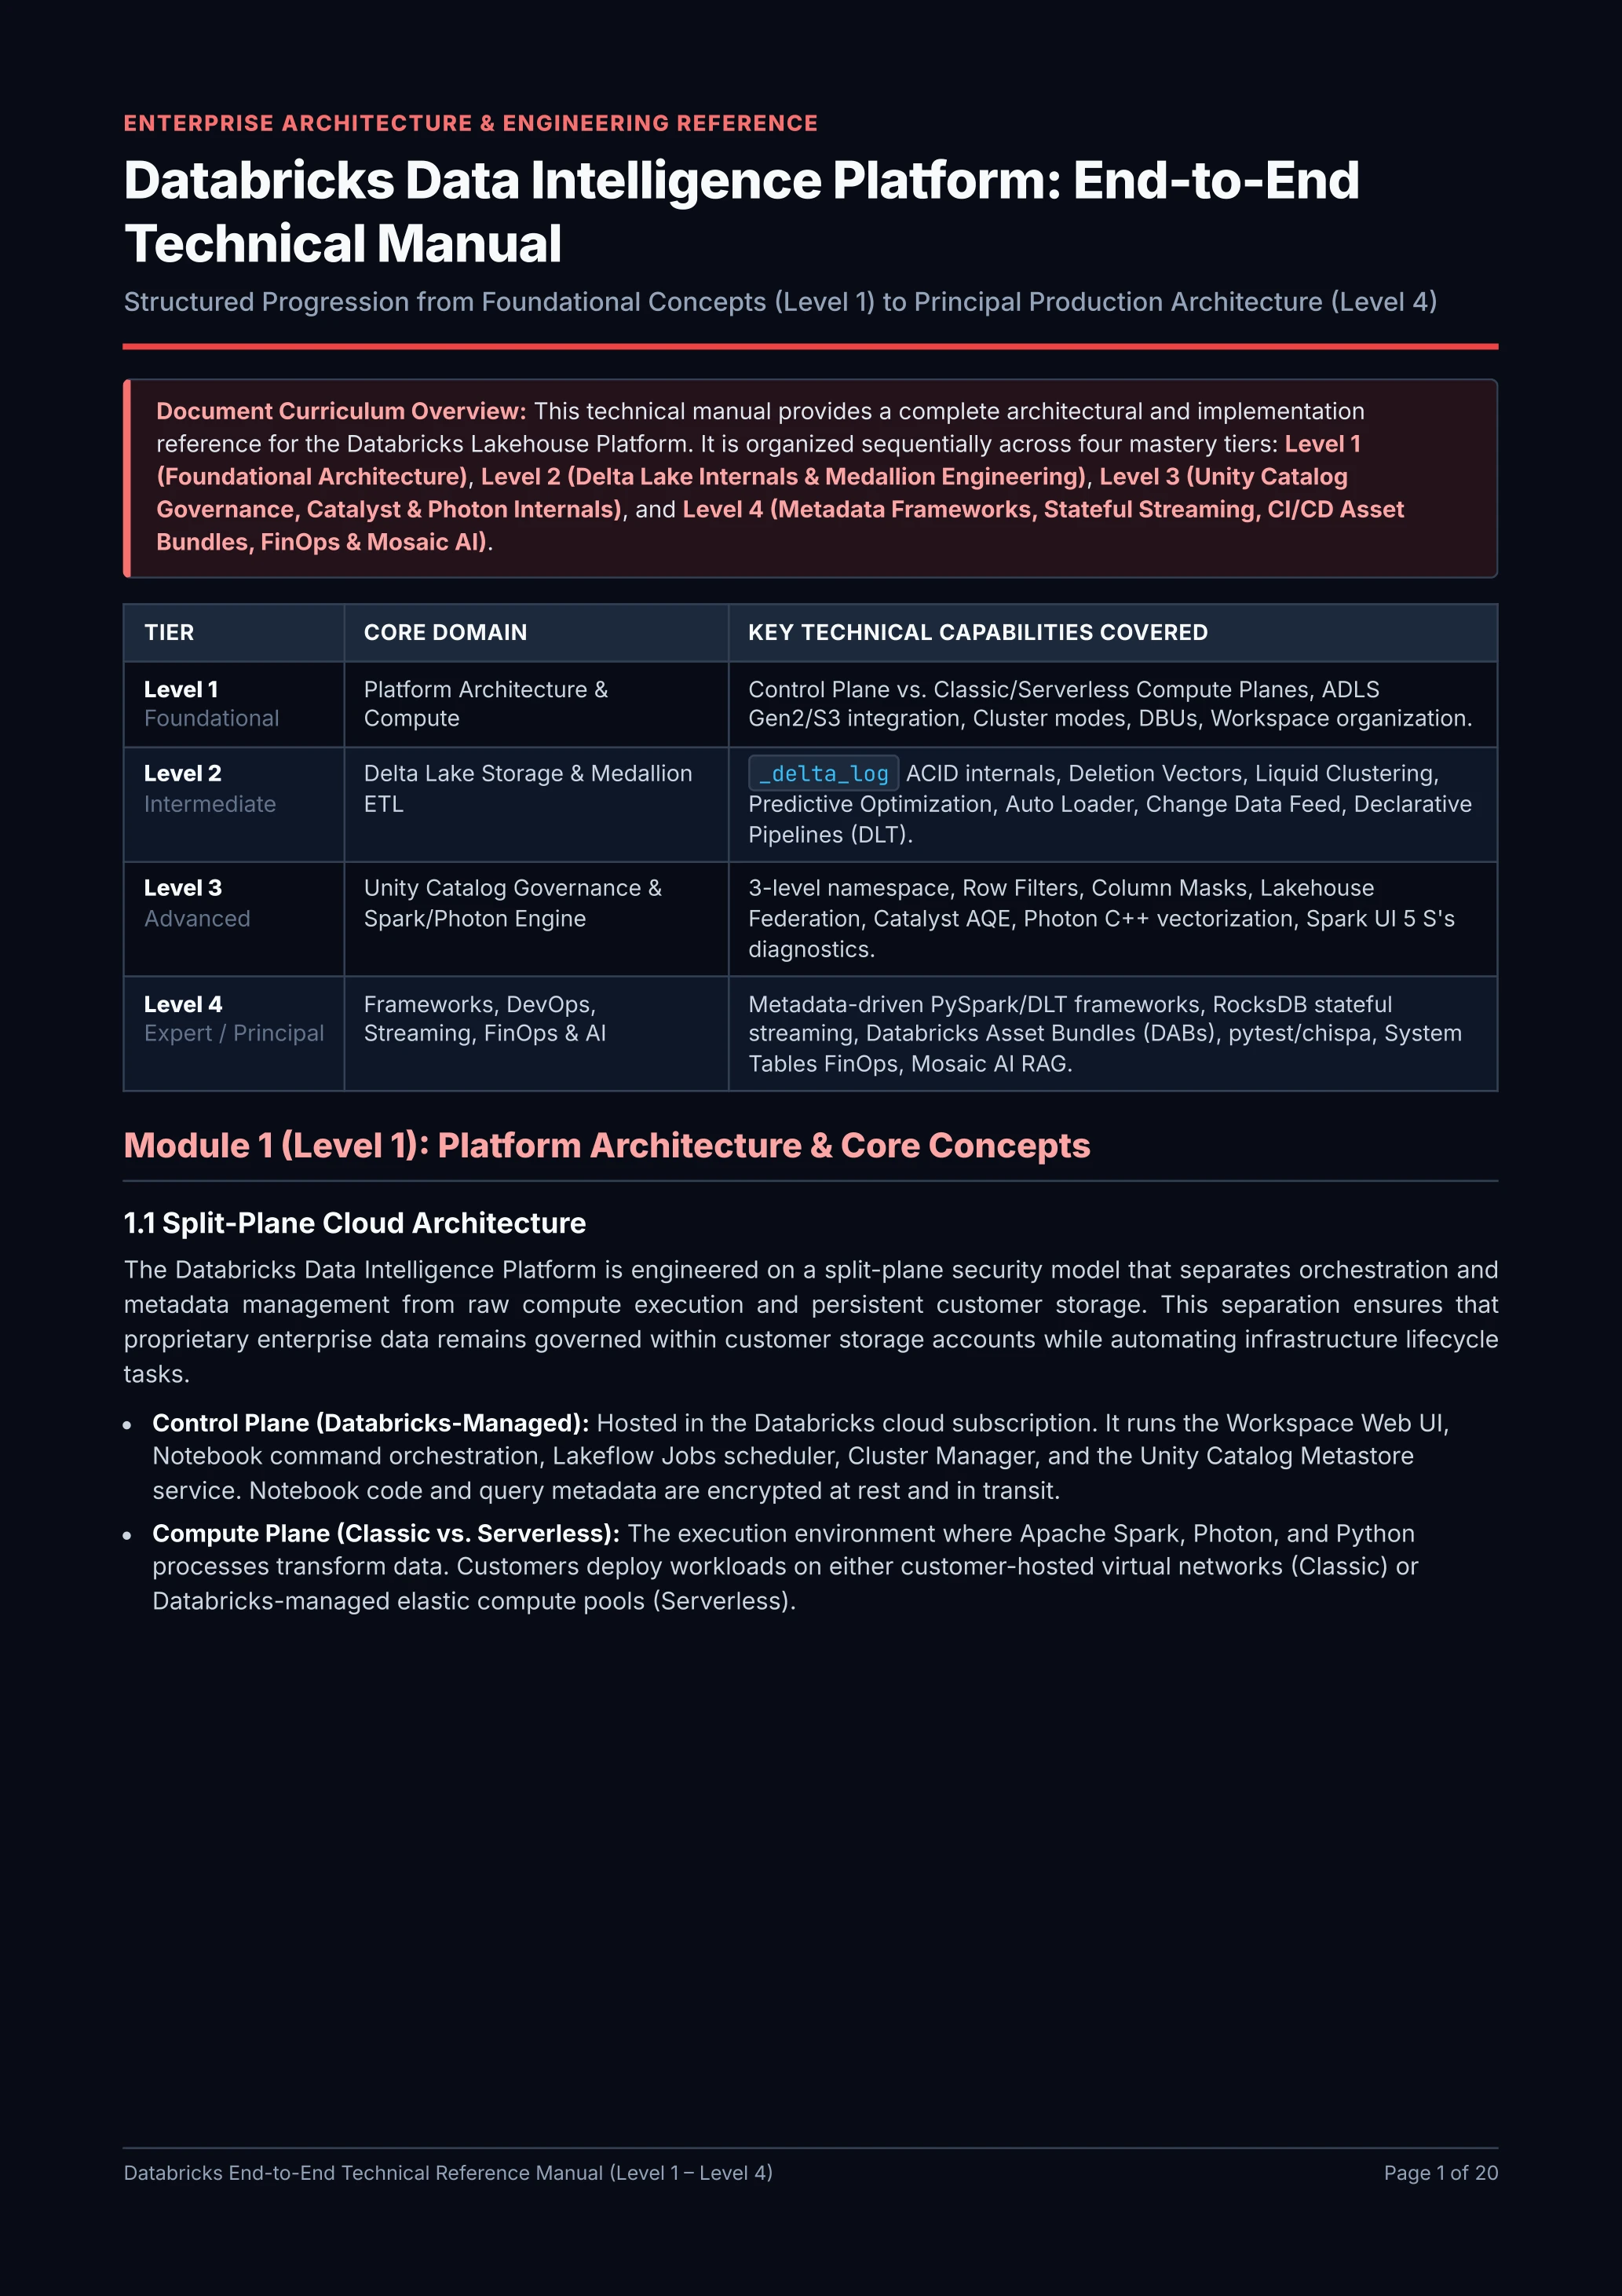 ENTERPRISE ARCHITECTURE & ENGINEERING REFERENCE
Databricks Data Intelligence Platform: End-to-End
Technical Manual
Structured Progression from Foundational Concepts (Level 1) to Principal Production Architecture (Level 4)
Document Curriculum Overview: This technical manual provides a complete architectural and implementation
reference for the Databricks Lakehouse Platform. It is organized sequentially across four mastery tiers: Level 1
(Foundational Architecture), Level 2 (Delta Lake Internals & Medallion Engineering), Level 3 (Unity Catalog
Governance, Catalyst & Photon Internals), and Level 4 (Metadata Frameworks, Stateful Streaming, CI/CD Asset
Bundles, FinOps & Mosaic AI).
TIER
CORE DOMAIN
KEY TECHNICAL CAPABILITIES COVERED
Level 1
Foundational
Platform Architecture &
Compute
Control Plane vs. Classic/Serverless Compute Planes, ADLS
Gen2/S3 integration, Cluster modes, DBUs, Workspace organization.
Level 2
Intermediate
Delta Lake Storage & Medallion
ETL
_delta_log ACID internals, Deletion Vectors, Liquid Clustering,
Predictive Optimization, Auto Loader, Change Data Feed, Declarative
Pipelines (DLT).
Level 3
Advanced
Unity Catalog Governance &
Spark/Photon Engine
3-level namespace, Row Filters, Column Masks, Lakehouse
Federation, Catalyst AQE, Photon C++ vectorization, Spark UI 5 S's
diagnostics.
Level 4
Expert / Principal
Frameworks, DevOps,
Streaming, FinOps & AI
Metadata-driven PySpark/DLT frameworks, RocksDB stateful
streaming, Databricks Asset Bundles (DABs), pytest/chispa, System
Tables FinOps, Mosaic AI RAG.
Module 1 (Level 1): Platform Architecture & Core Concepts
1.1 Split-Plane Cloud Architecture
The Databricks Data Intelligence Platform is engineered on a split-plane security model that separates orchestration and
metadata management from raw compute execution and persistent customer storage. This separation ensures that
proprietary enterprise data remains governed within customer storage accounts while automating infrastructure lifecycle
tasks.
• Control Plane (Databricks-Managed): Hosted in the Databricks cloud subscription. It runs the Workspace Web UI,
Notebook command orchestration, Lakeflow Jobs scheduler, Cluster Manager, and the Unity Catalog Metastore
service. Notebook code and query metadata are encrypted at rest and in transit.
• Compute Plane (Classic vs. Serverless): The execution environment where Apache Spark, Photon, and Python
processes transform data. Customers deploy workloads on either customer-hosted virtual networks (Classic) or
Databricks-managed elastic compute pools (Serverless).
Databricks End-to-End Technical Reference Manual (Level 1 – Level 4)
Page 1 of 20